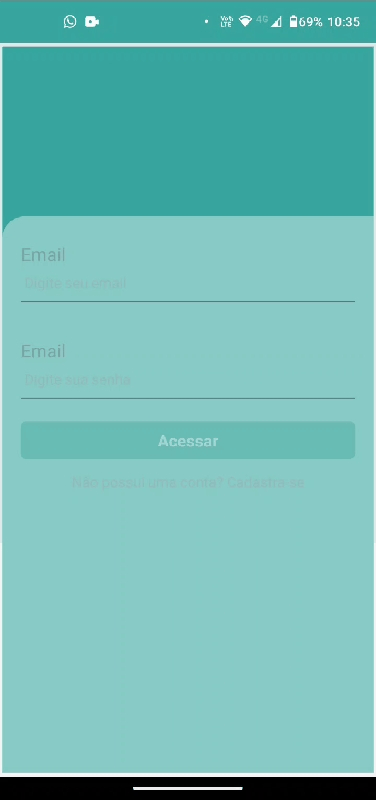 Vo)) 4G 69% 10:35
LTE
Email
Digite seu email
Email
Digite sua senha
Acessar
Não possui uma conta? Cadastre-se